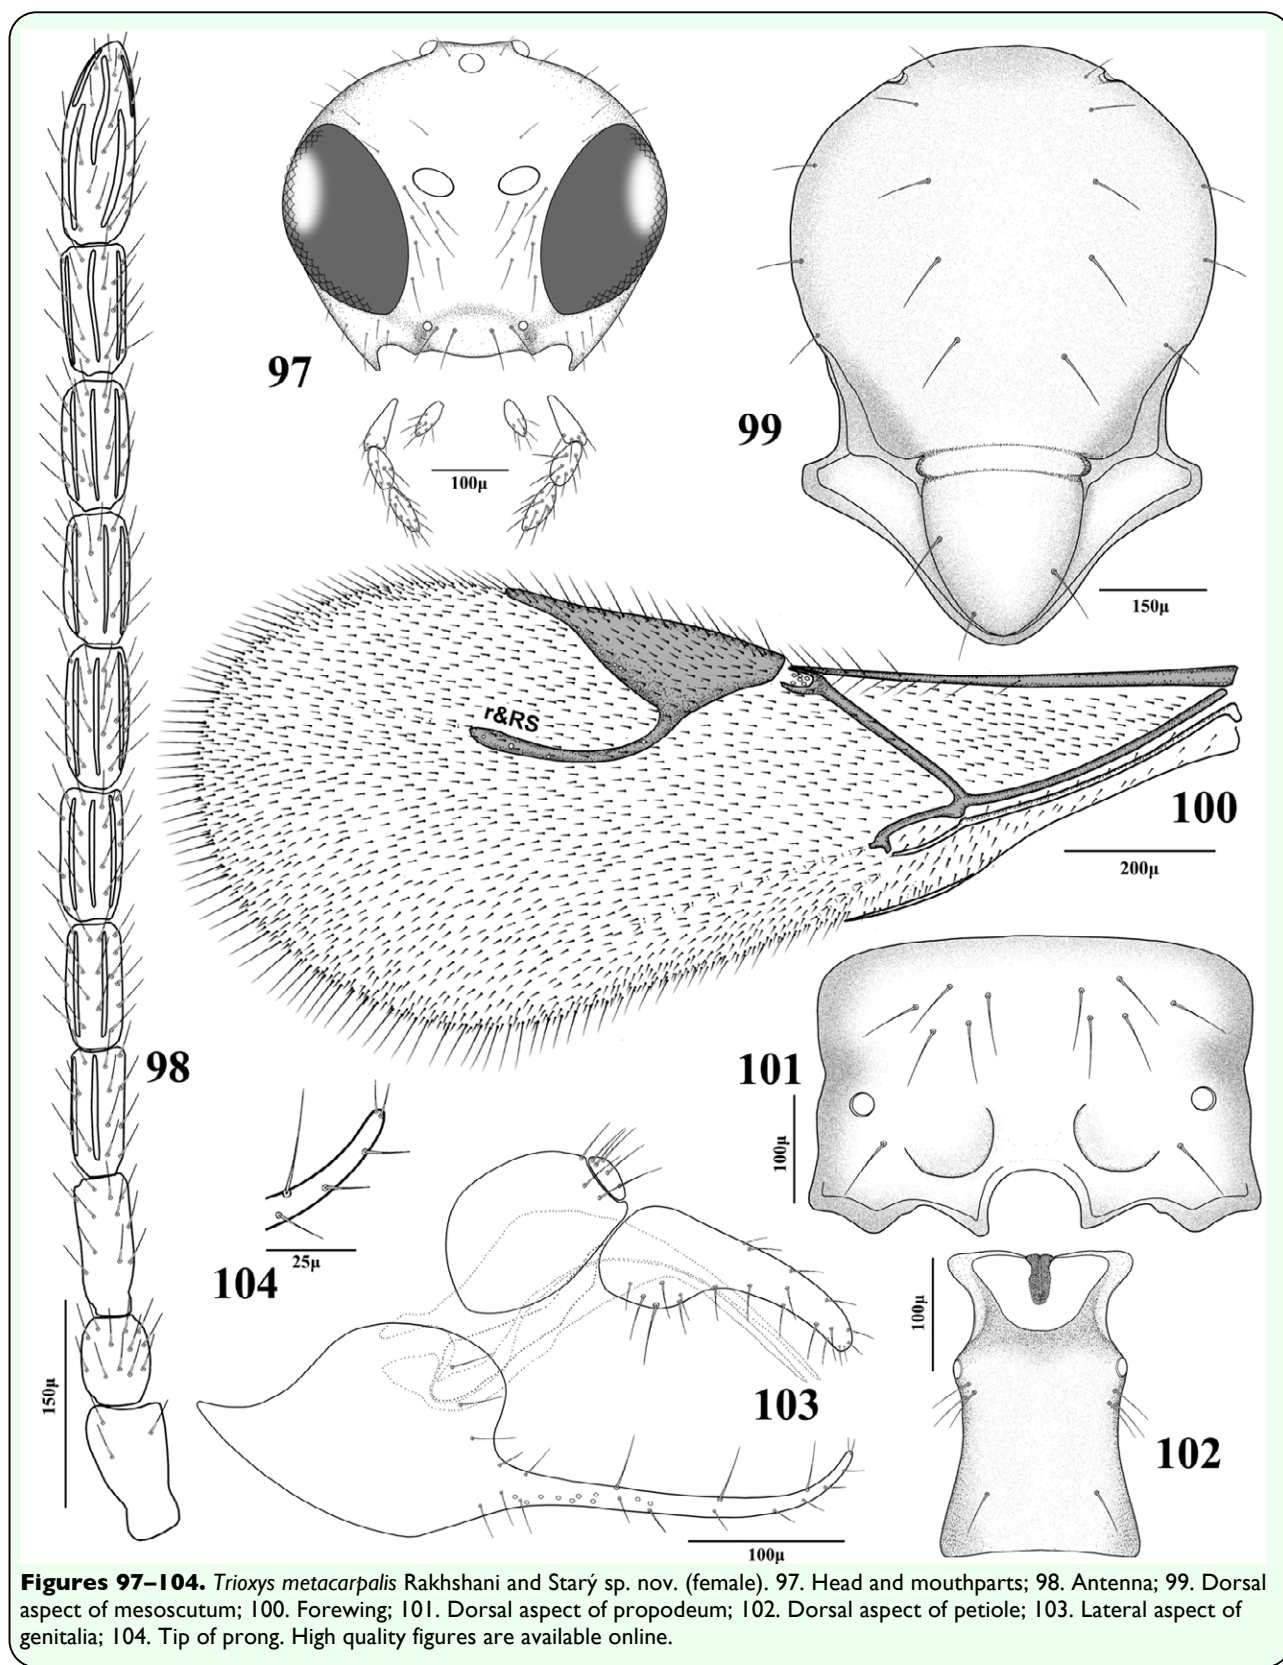 97
100µ
99
150µ
r&RS
100
200µ
98
101
100µ
104
25µ
100µ
150µ
103
102
100µ
Figures 97–104. Trioxys metacarpalis Rakhshani and Starý sp. nov. (female). 97. Head and mouthparts; 98. Antenna; 99. Dorsal
aspect of mesoscutum; 100. Forewing; 101. Dorsal aspect of propodeum; 102. Dorsal aspect of petiole; 103. Lateral aspect of
genitalia; 104. Tip of prong. High quality figures are available online.